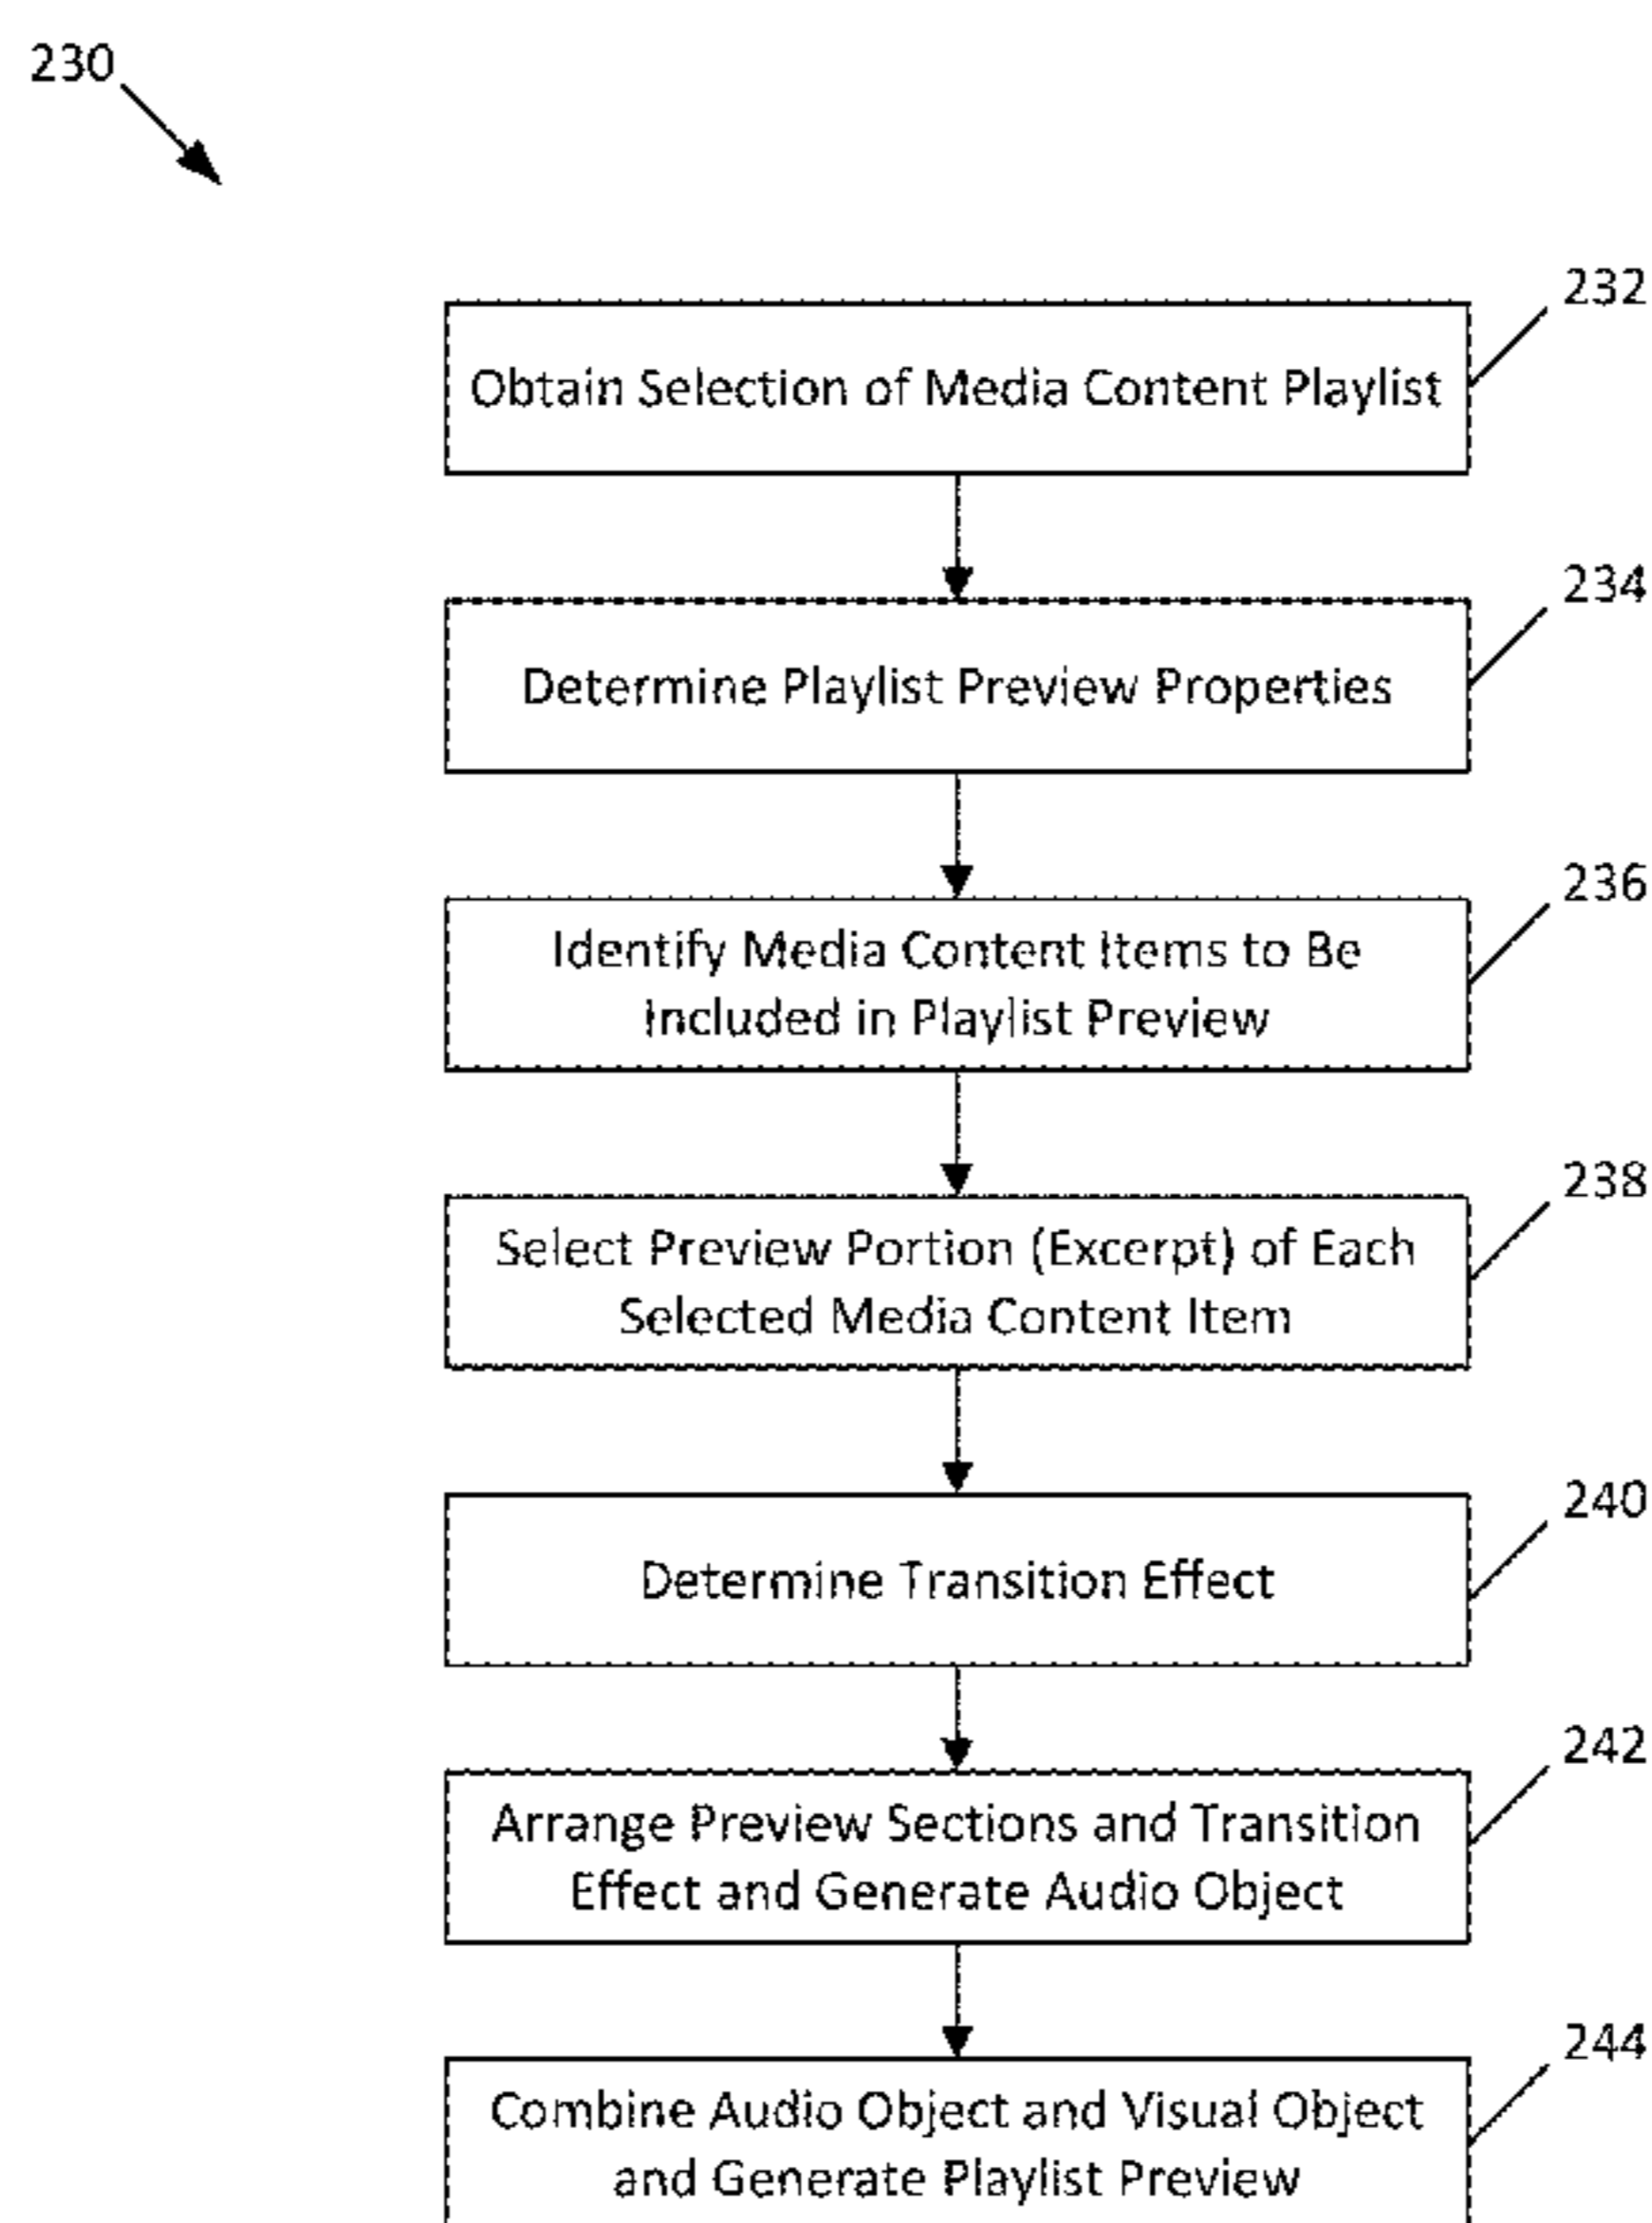 230
232
Obtain Selection of Media Content Playlist
234
Determine Playlist Preview Properties
236
Identify Media Content Items to Be
Included in Playlist Preview
238
Select Preview Portion (Excerpt) of Each
Selected Media Content Item
240
Determine Transition Effect
242
Arrange Preview Sections and Transition
Effect and Generate Audio Object
244
Combine Audio Object and Visual Object
and Generate Playlist Preview